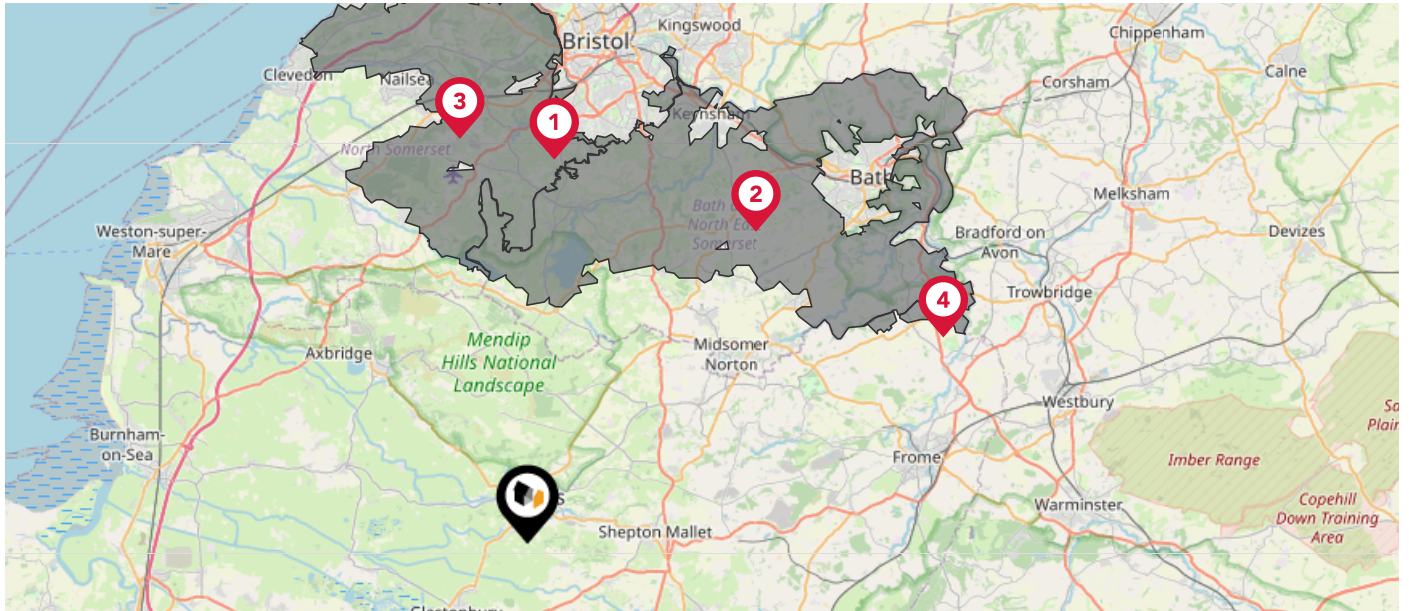 Kingswood
Bristol
Chippenham
Clevedon
Nailsea
Calne
Corsham
3
1
Keynsham
North Somerset
2
Bath
Bath
North East
Somerset
Melksham
Weston-super-
Mare
Bradford on
Avon
Devizes
4
Trowbridge
Mendip
Hills National
Landscape
Axbridge
Midsomer
Norton
Westbury
Burnham-
on-Sea
Frome
Imber Range
Warminster
Copehill
Down Training
Area
Shepton Mallet
Glastonbury